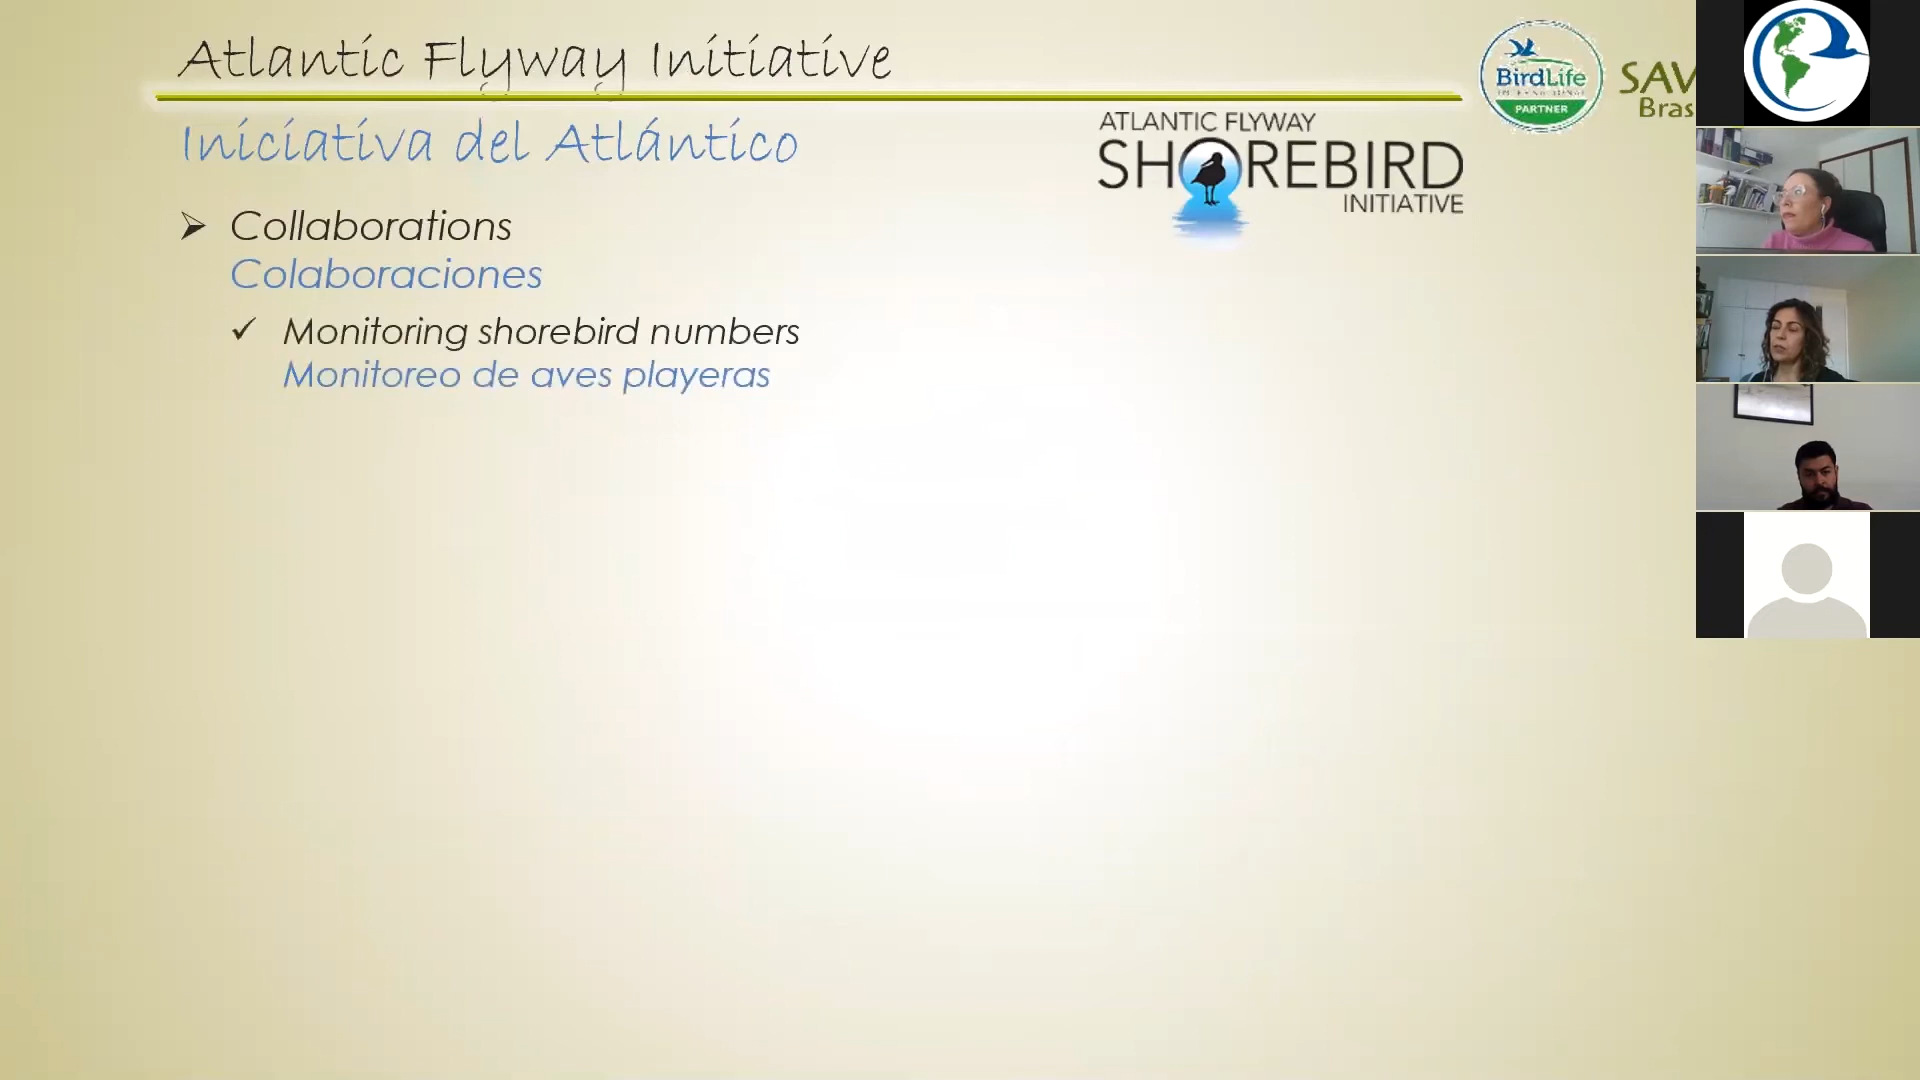 Atlantic Flyway Initiative
Iniciativa del Atlántico
BirdLife
INTERNATIONAL
PARTNER
SAV
Bras
ATLANTIC FLYWAY
SHOREBIRD
INITIATIVE
Collaborations
Colaboraciones
Monitoring shorebird numbers
Monitoreo de aves playeras